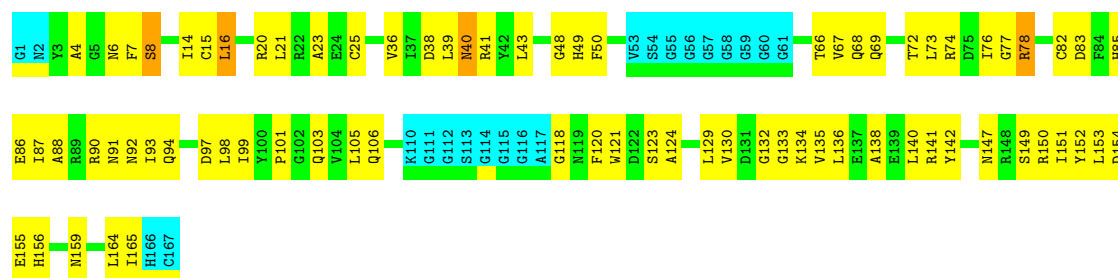 G1 N2 Y3 A4 G5 N6 F7 S8 I14 C15 L16 R20 L21 R22 A23 E24 C25 V36 I37 D38 L39 N40 R41 Y42 L43 G48 H49 F50 V53 S54 G55 G56 G57 G58 G59 G60 G61 T66 V67 Q68 Q69 T72 L73 R74 D75 I76 G77 R78 C82 D83 F84 H85
E86 I87 A88 R89 R90 N91 N92 I93 Q94 D97 L98 I99 Y100 P101 G102 Q103 V104 L105 Q106 K110 G111 G112 S113 G114 G115 G116 A117 G118 N119 F120 W121 D122 S123 A124 L129 V130 D131 G132 G133 K134 V135 L136 E137 A138 E139 L140 R141 Y142 N147 R148 S149 R150 I151 Y152 L153 D154
E155 H156 N159 L164 I165 H166 C167